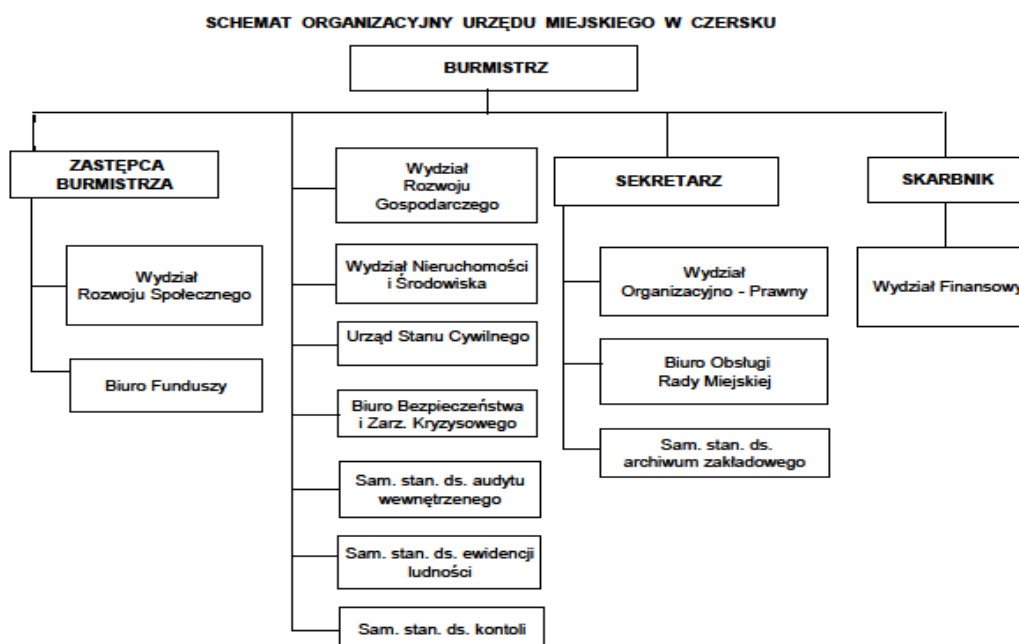 SCHEMAT ORGANIZACYJNY URZĘDU MIEJSKIEGO W CZERSKU
BURMISTRZ
ZASTĘPCA
BURMISTRZA
Wydział
Rozwoju Społecznego
Biuro Funduszy
Wydział
Rozwoju
Gospodarczego
Wydział Nieruchomości
i Środowiska
Urząd Stanu Cywilnego
Biuro Bezpieczeństwa
i Zarz. Kryzysowego
Sam. stan. ds. audytu
wewnętrzenego
Sam. stan. ds. ewidencji
ludności
Sam. stan. ds. kontoli
SEKRETARZ
Wydział
Organizacyjno - Prawny
Biuro Obsługi
Rady Miejskiej
Sam. stan. ds.
archiwum zakładowego
SKARBNIK
Wydział Finansowy